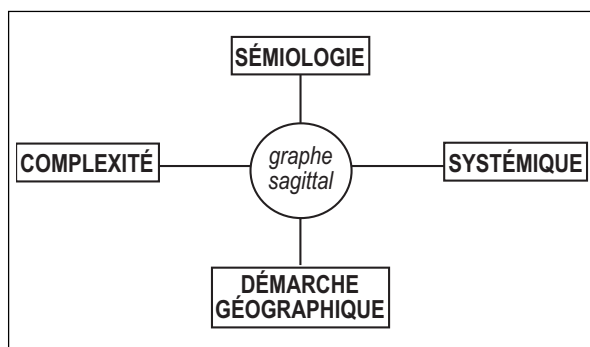 SÉMIOLOGIE
COMPLEXITÉ
graphe
sagittal
SYSTÉMIQUE
DÉMARCHE
GÉOGRAPHIQUE